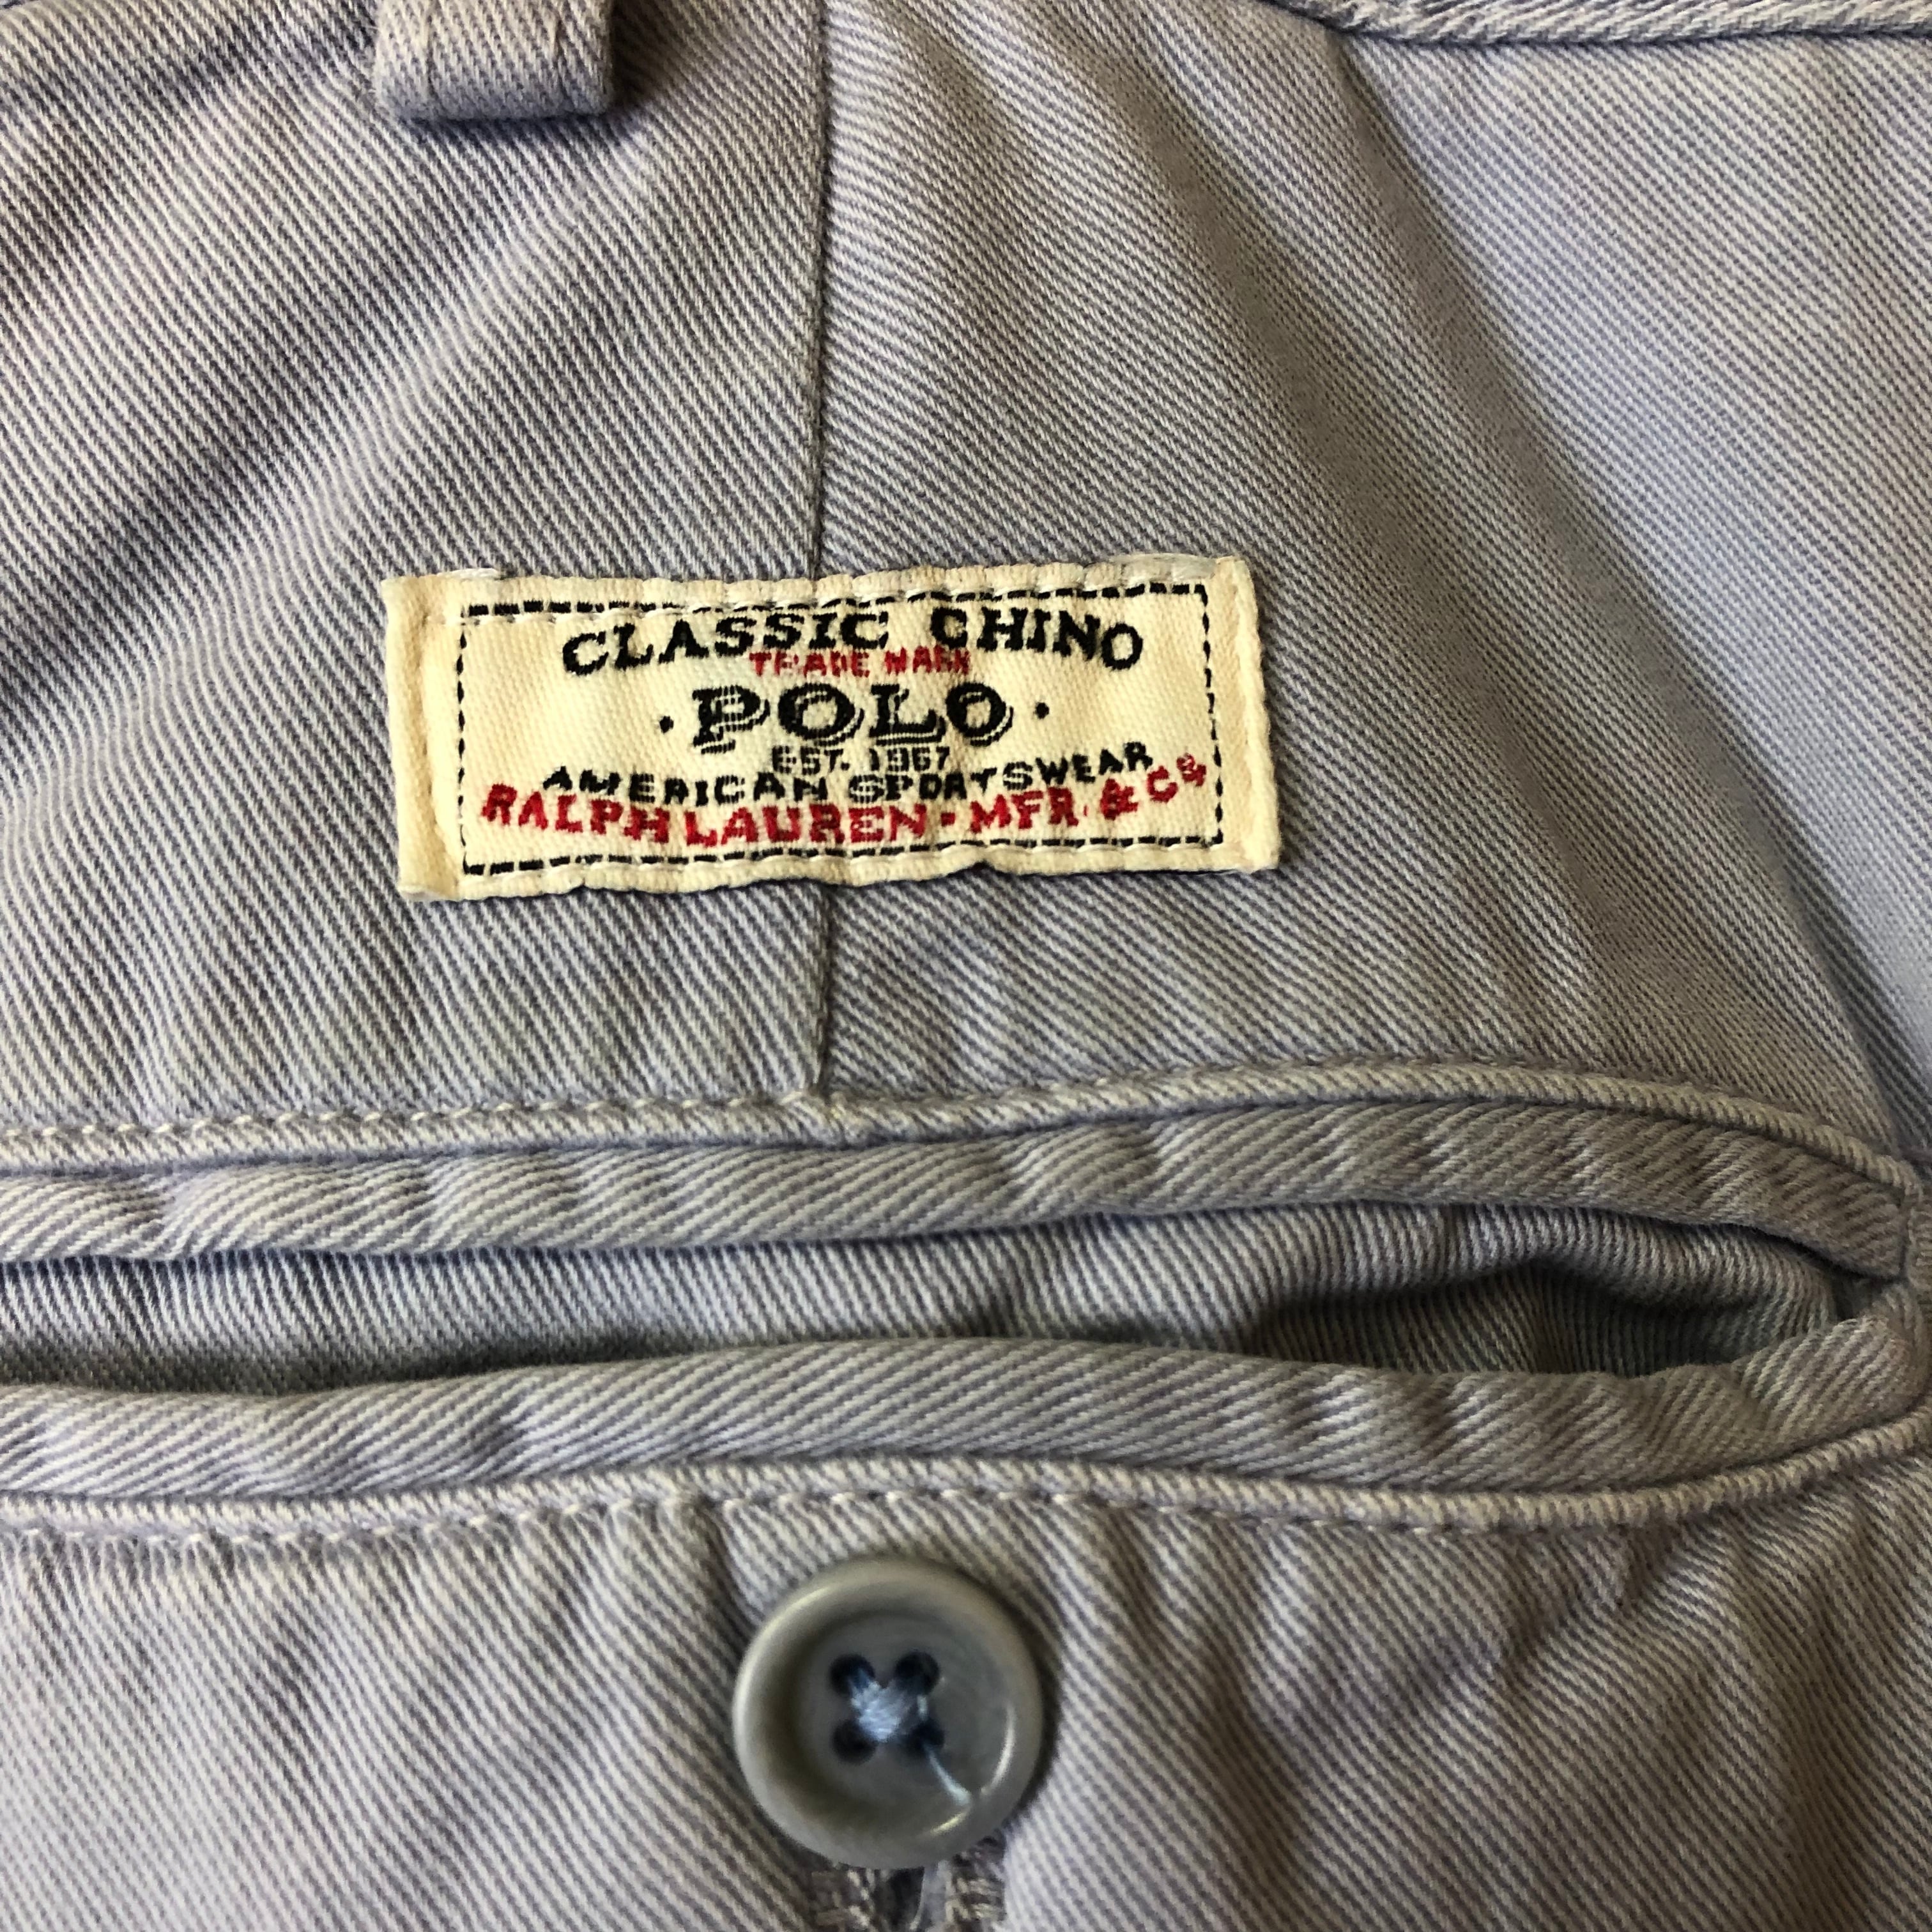 CLASSIC CHINO
TRADE MARK
· POLO ·
EST. 1967
AMERICAN SPORTSWEAR
RALPH LAUREN · MFR. & Co